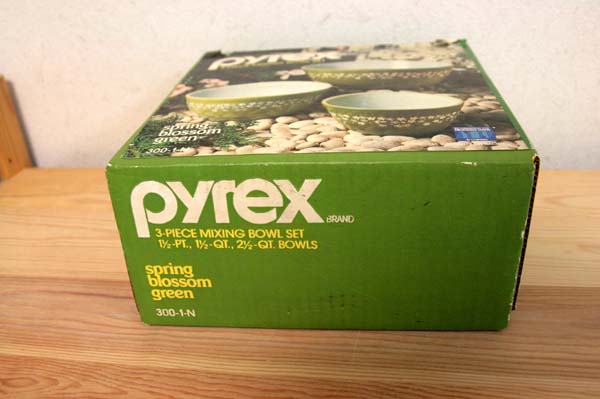 pyrex
spring
blossom
green
300-1-N
pyrex BRAND
3-PIECE MIXING BOWL SET
1½-PT., 1½-QT., 2½-QT. BOWLS
spring
blossom
green
300-1-N